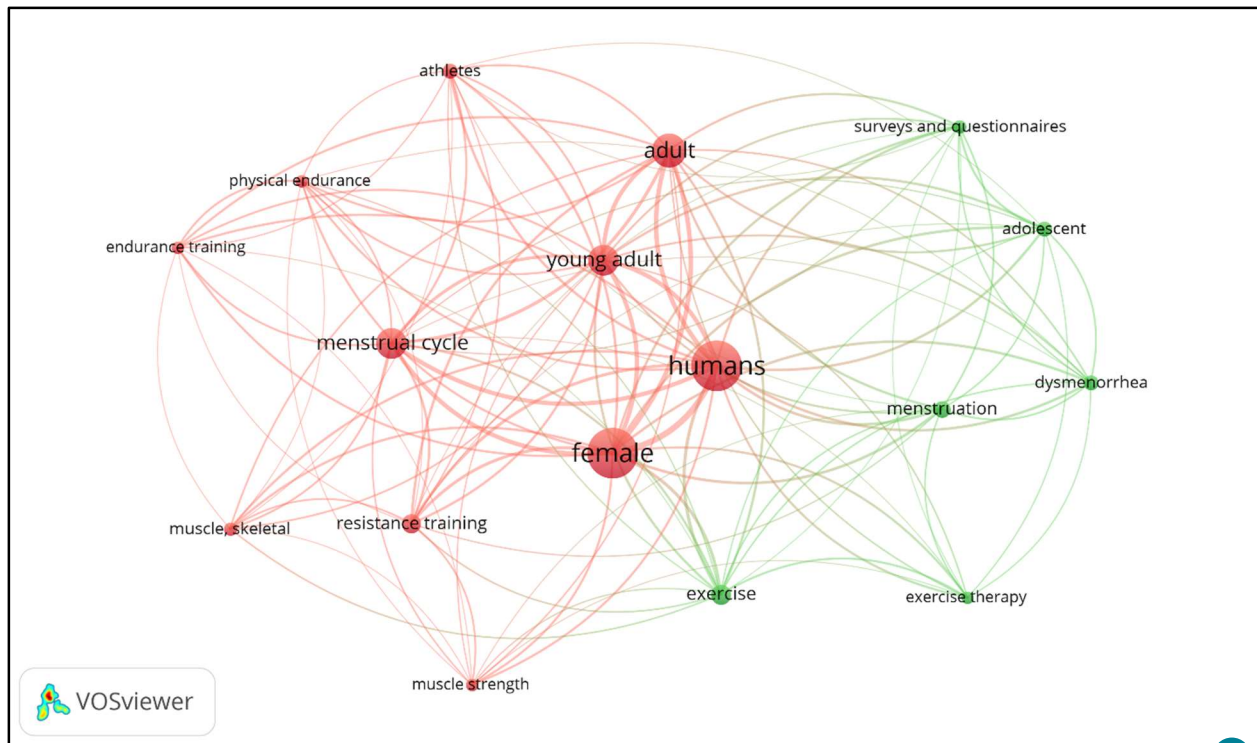 athletes
surveys and questionnaires
adult
physical endurance
adolescent
endurance training
young adult
menstrual cycle
humans
dysmenorrhea
menstruation
female
muscle, skeletal
resistance training
exercise
exercise therapy
muscle strength
VOSviewer